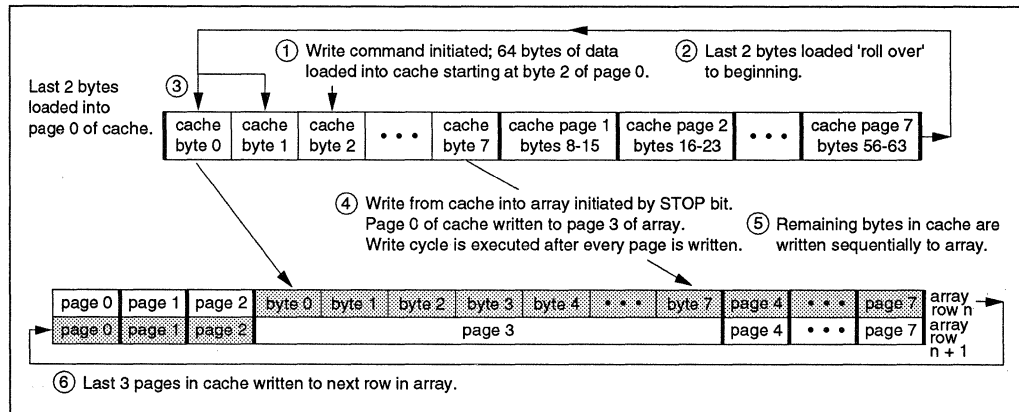 ① Write command initiated; 64 bytes of data
loaded into cache starting at byte 2 of page 0.
② Last 2 bytes loaded 'roll over'
to beginning.
Last 2 bytes
loaded into
page 0 of cache.
③
cache byte 0
cache byte 1
cache byte 2
• • •
cache byte 7
cache page 1 bytes 8-15
cache page 2 bytes 16-23
• • •
cache page 7 bytes 56-63
④ Write from cache into array initiated by STOP bit.
Page 0 of cache written to page 3 of array.
Write cycle is executed after every page is written.
⑤ Remaining bytes in cache are
written sequentially to array.
page 0 page 1 page 2 byte 0 byte 1 byte 2 byte 3 byte 4 • • • byte 7 page 4 • • • page 7 array row n
page 0 page 1 page 2 page 3 page 4 • • • page 7 array row n + 1
⑥ Last 3 pages in cache written to next row in array.